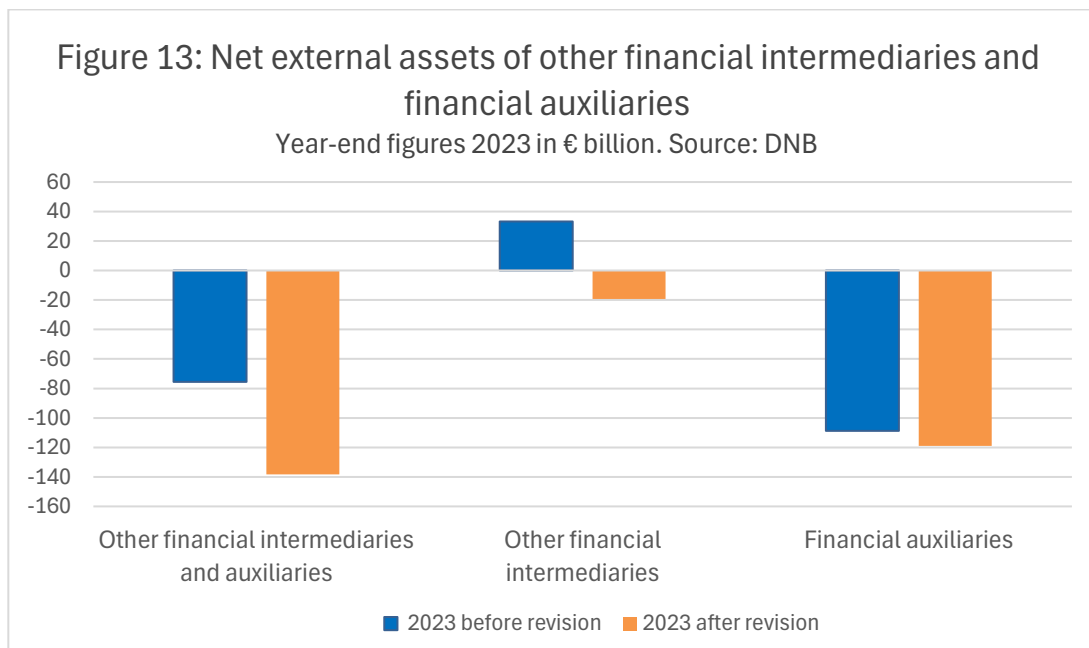 Figure 13: Net external assets of other financial intermediaries and
financial auxiliaries
Year-end figures 2023 in € billion. Source: DNB
60
40
20
0
-20
-40
-60
-80
-100
-120
-140
-160
Other financial intermediaries
and auxiliaries
Other financial
intermediaries
Financial auxiliaries
2023 before revision
2023 after revision